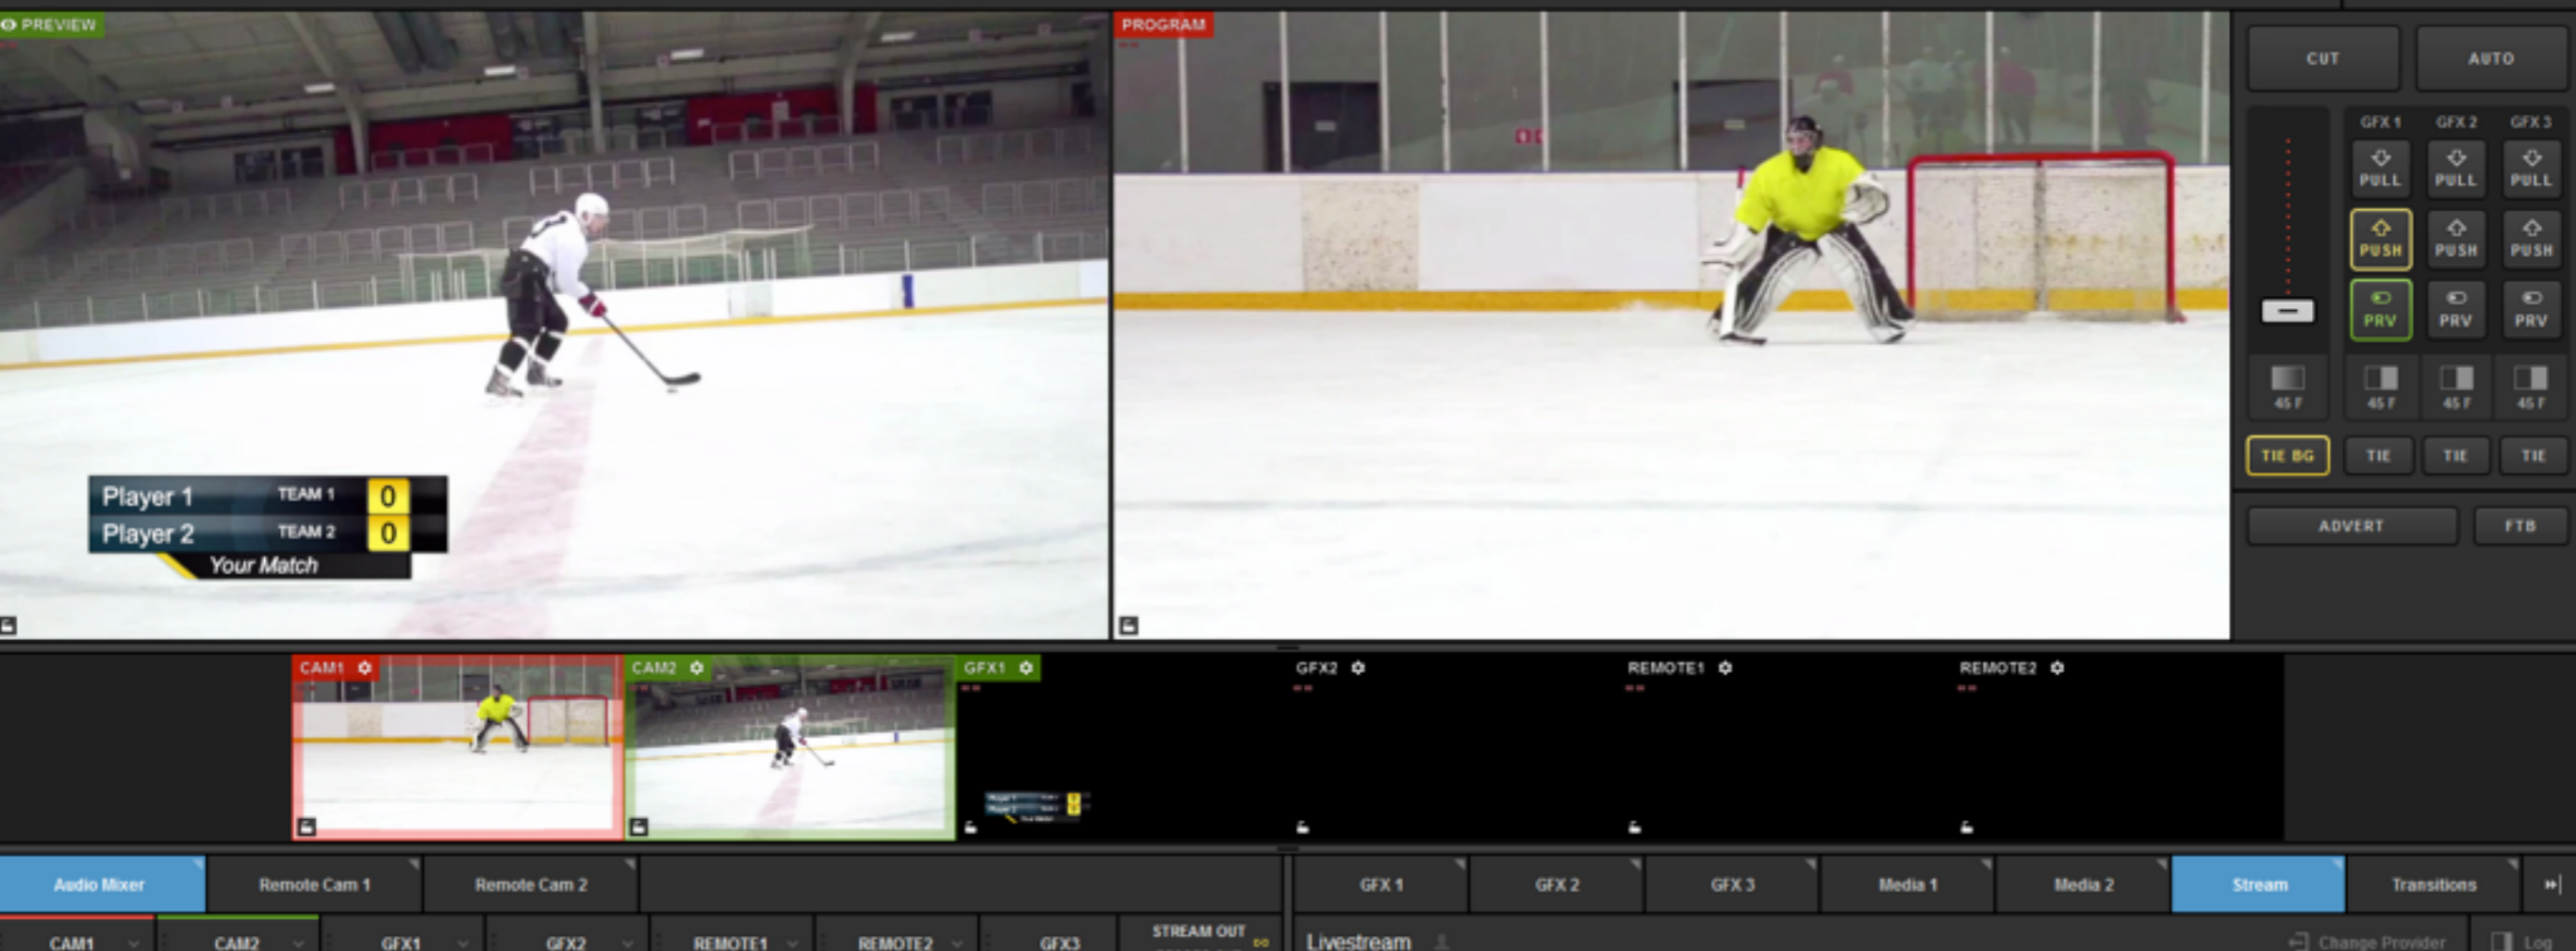 PREVIEW
PROGRAM
CUT AUTO
GFX 1 GFX 2 GFX 3
PULL PULL PULL
PUSH PUSH PUSH
PRV PRV PRV
45 F 45 F 45 F 45 F
TIE BG TIE TIE TIE
ADVERT FTB
Player 1 TEAM 1 0
Player 2 TEAM 2 0
Your Match
CAM1 CAM2 GFX1 GFX2 REMOTE1 REMOTE2
Audio Mixer Remote Cam 1 Remote Cam 2 GFX 1 GFX 2 GFX 3 Media 1 Media 2 Stream Transitions
CAM1 CAM2 GFX1 GFX2 REMOTE1 REMOTE2 GFX3 STREAM OUT
Livestream Change Provider Log